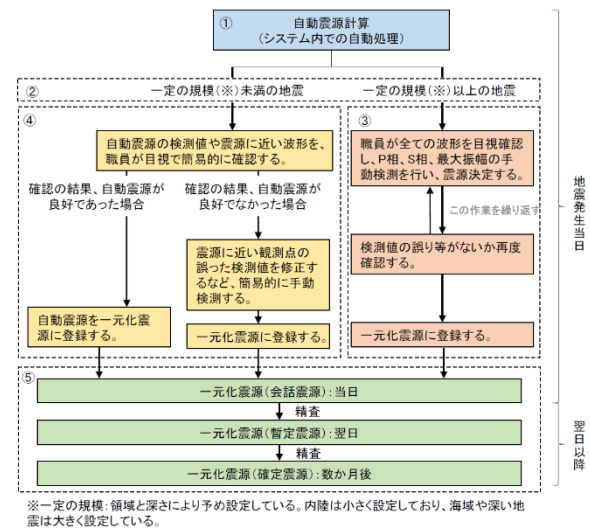 ①
自動震源計算
(システム内での自動処理)
②
一定の規模(※)未満の地震
一定の規模(※)以上の地震
④
自動震源の検測値や震源に近い波形を、
職員が目視で簡易的に確認する。
確認の結果、自動震源が
良好であった場合
確認の結果、自動震源が
良好でなかった場合
震源に近い観測点の
誤った検測値を修正す
るなど、簡易的に手動
検測する。
自動震源を一元化震
源に登録する。
一元化震源に登録する。
③
職員が全ての波形を目視確認
し、P相、S相、最大振幅の手
動検測を行い、震源決定する。
この作業を繰り返す
検測値の誤り等がないか再度
確認する。
一元化震源に登録する。
地震発生当日
⑤
一元化震源(会話震源):当日
精査
一元化震源(暫定震源):翌日
精査
一元化震源(確定震源):数か月後
翌日以降
※一定の規模:領域と深さにより予め設定している。内陸は小さく設定しており、海域や深い地
震は大きく設定している。